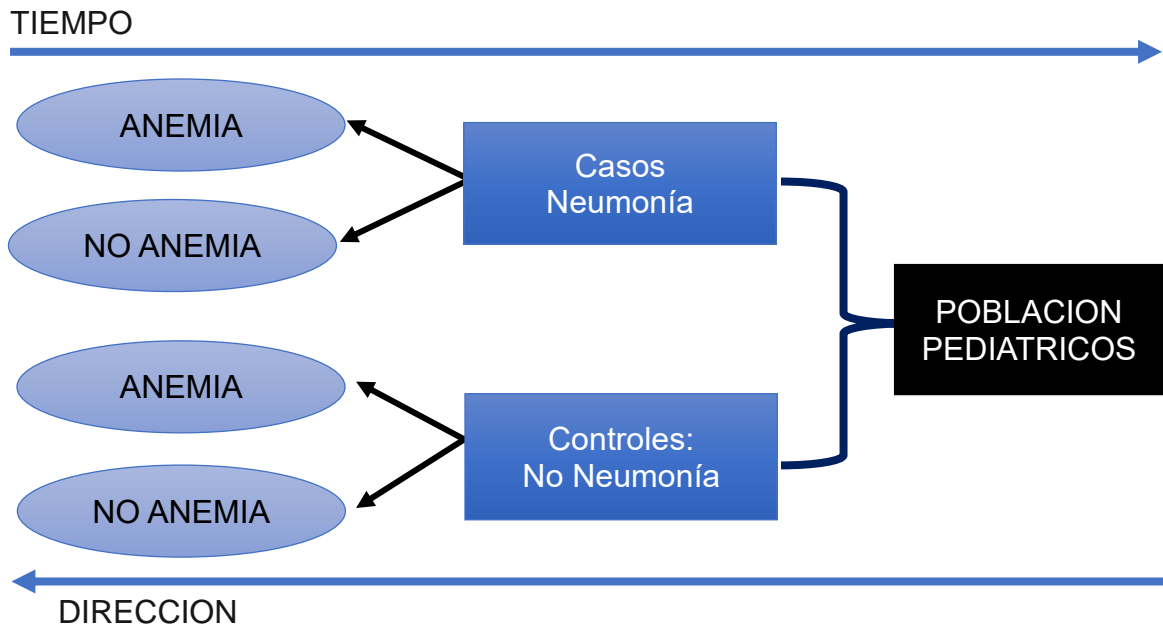 TIEMPO
ANEMIA
NO ANEMIA
Casos
Neumonía
ANEMIA
NO ANEMIA
Controles:
No Neumonía
POBLACION
PEDIATRICOS
DIRECCION